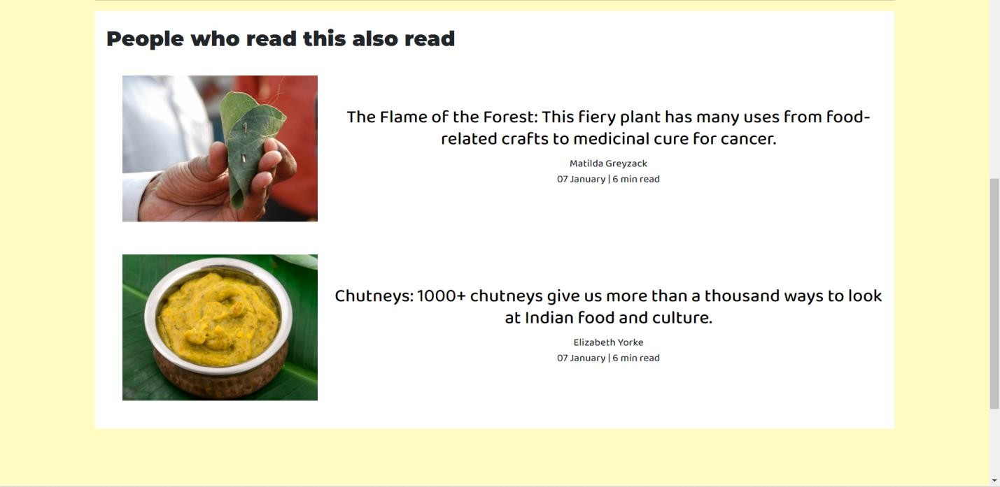 People who read this also read
The Flame of the Forest: This fiery plant has many uses from food-
related crafts to medicinal cure for cancer.
Matilda Greyzack
07 January | 6 min read
Chutneys: 1000+ chutneys give us more than a thousand ways to look
at Indian food and culture.
Elizabeth Yorke
07 January | 6 min read